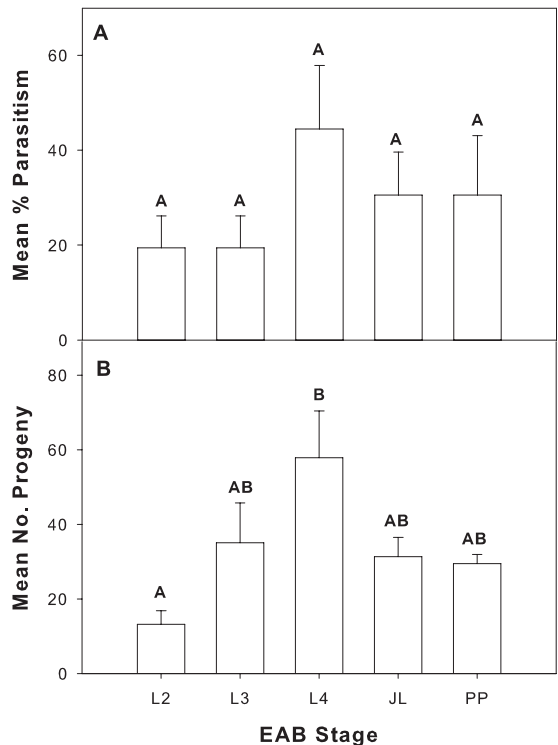 A
Mean % Parasitism
60
40
20
0
A
A
A
A
A
B
Mean No. Progeny
80
60
40
20
0
A
AB
B
AB
AB
L2
L3
L4
JL
PP
EAB Stage